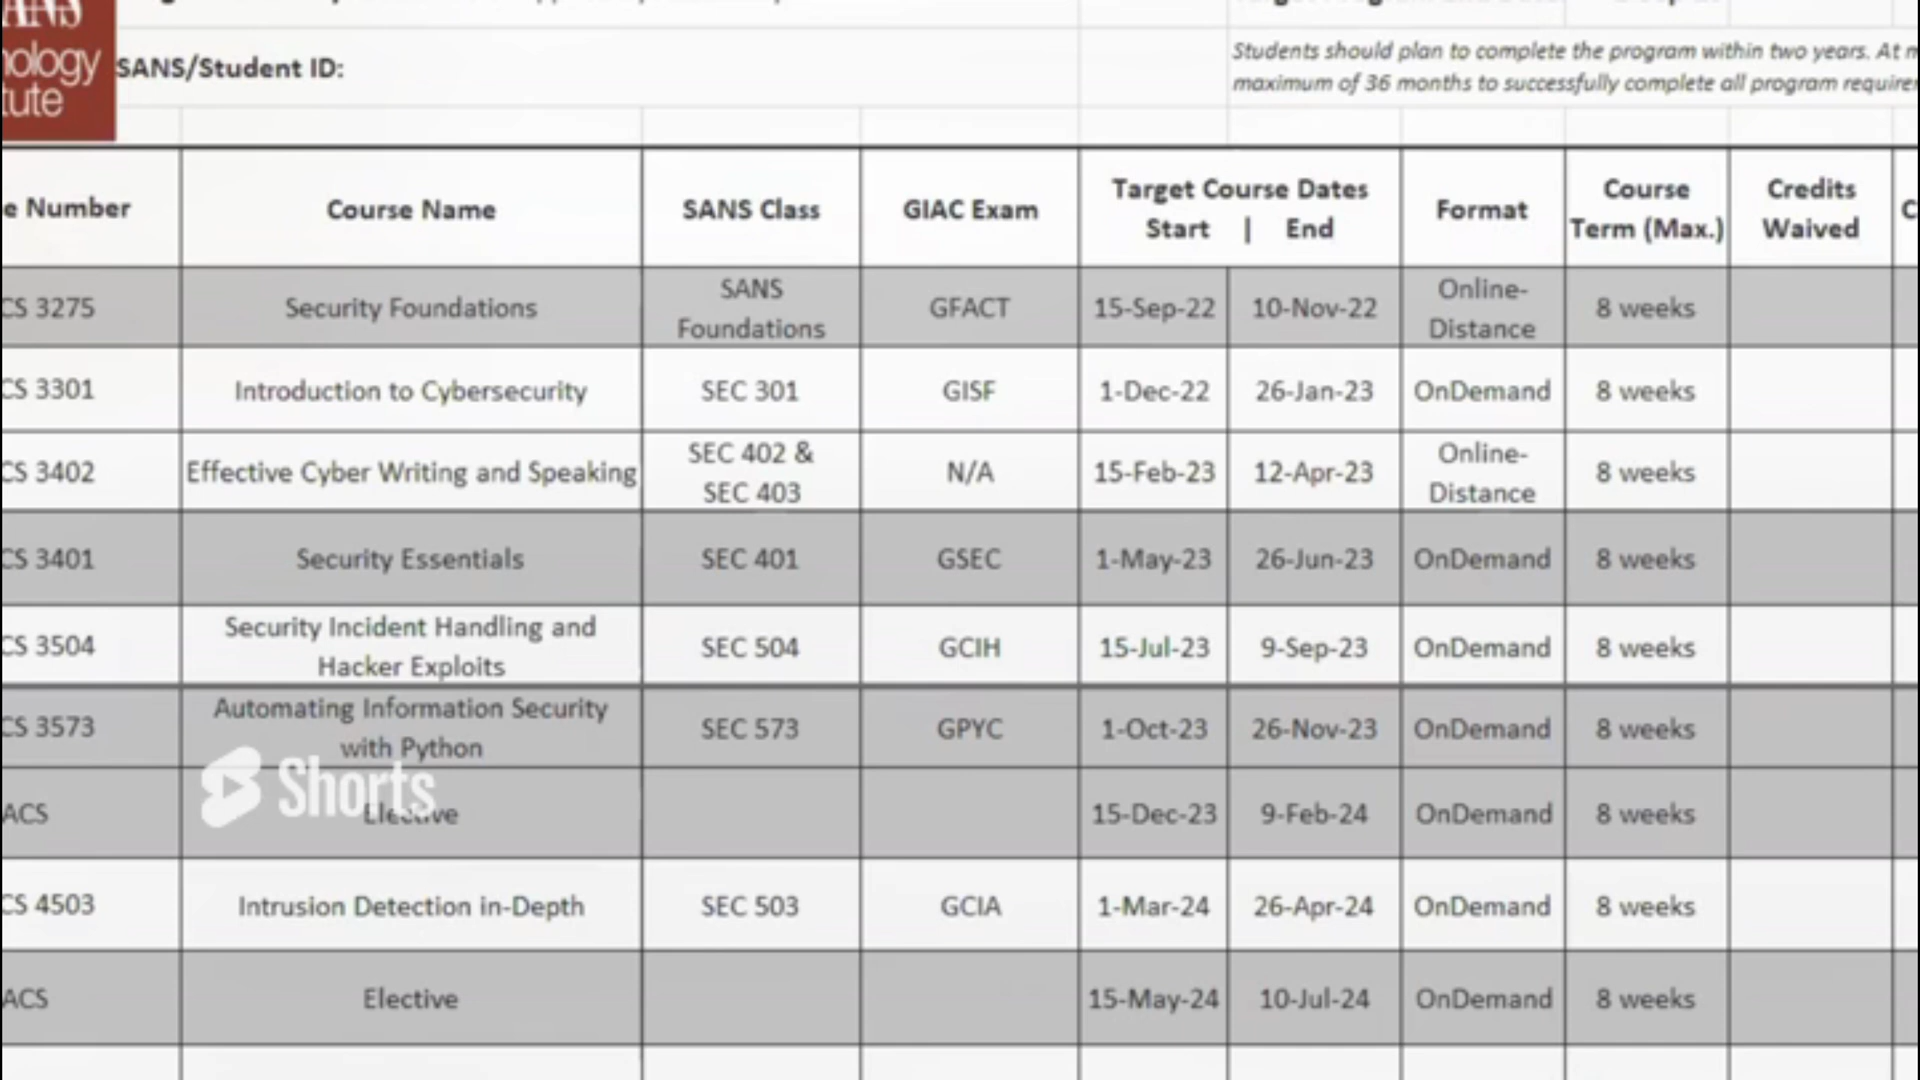 nology
tute
SANS/Student ID:
Students should plan to complete the program within two years. At m
maximum of 36 months to successfully complete all program require
e Number Course Name SANS Class GIAC Exam Target Course Dates Start | End Format Course Term (Max.) Credits Waived C
CS 3275 Security Foundations SANS Foundations GFACT 15-Sep-22 10-Nov-22 Online-Distance 8 weeks
CS 3301 Introduction to Cybersecurity SEC 301 GISF 1-Dec-22 26-Jan-23 OnDemand 8 weeks
CS 3402 Effective Cyber Writing and Speaking SEC 402 & SEC 403 N/A 15-Feb-23 12-Apr-23 Online-Distance 8 weeks
CS 3401 Security Essentials SEC 401 GSEC 1-May-23 26-Jun-23 OnDemand 8 weeks
CS 3504 Security Incident Handling and Hacker Exploits SEC 504 GCIH 15-Jul-23 9-Sep-23 OnDemand 8 weeks
CS 3573 Automating Information Security with Python SEC 573 GPYC 1-Oct-23 26-Nov-23 OnDemand 8 weeks
Shorts
ACS Elective 15-Dec-23 9-Feb-24 OnDemand 8 weeks
CS 4503 Intrusion Detection in-Depth SEC 503 GCIA 1-Mar-24 26-Apr-24 OnDemand 8 weeks
ACS Elective 15-May-24 10-Jul-24 OnDemand 8 weeks